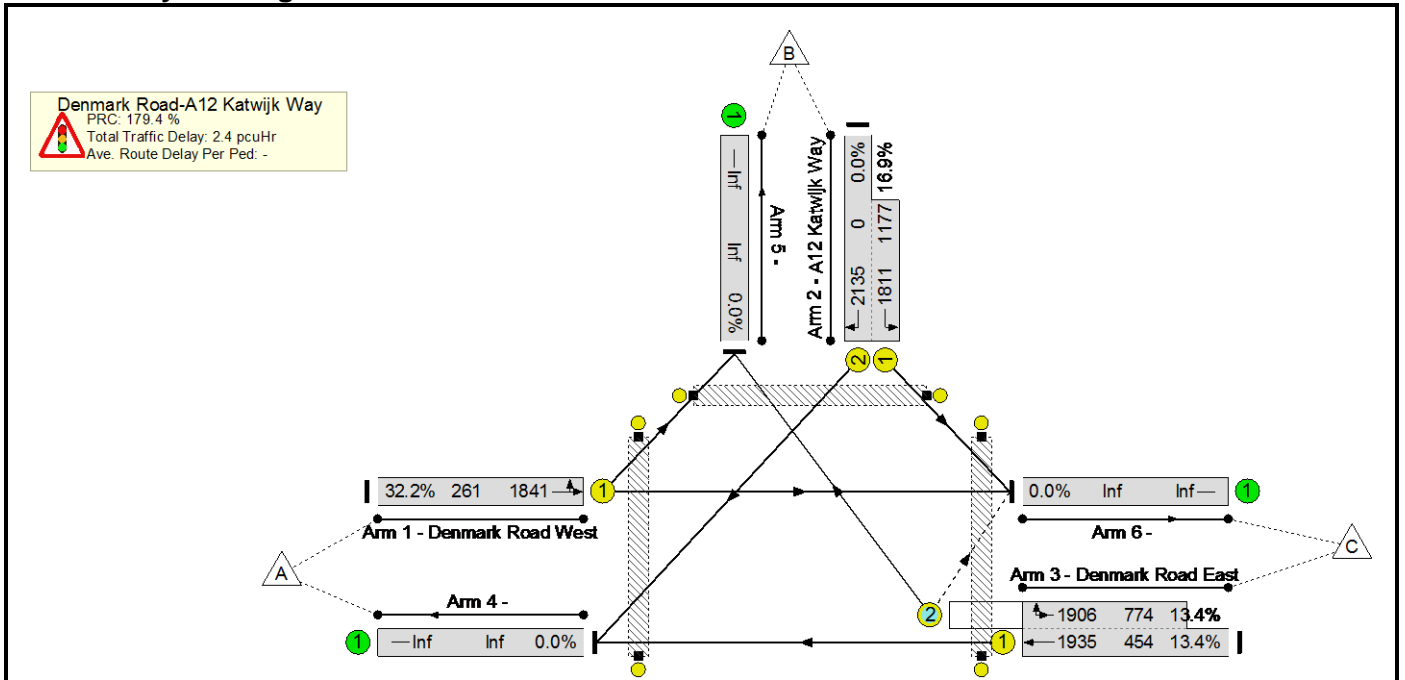 Denmark Road-A12 Katwijk Way
PRC: 179.4 %
Total Traffic Delay: 2.4 pcuHr
Ave. Route Delay Per Ped: -
B
1
Inf Inf 0.0%
Arm 5 -
Arm 2 - A12 Katwijk Way
2135 0 0.0%
1811 1177 16.9%
2 1
32.2% 261 1841
1
Arm 1 - Denmark Road West
0.0% Inf Inf
1
Arm 6 -
A
C
Arm 4 -
Arm 3 - Denmark Road East
2
1906 774 13.4%
1
Inf Inf 0.0%
1
1935 454 13.4%